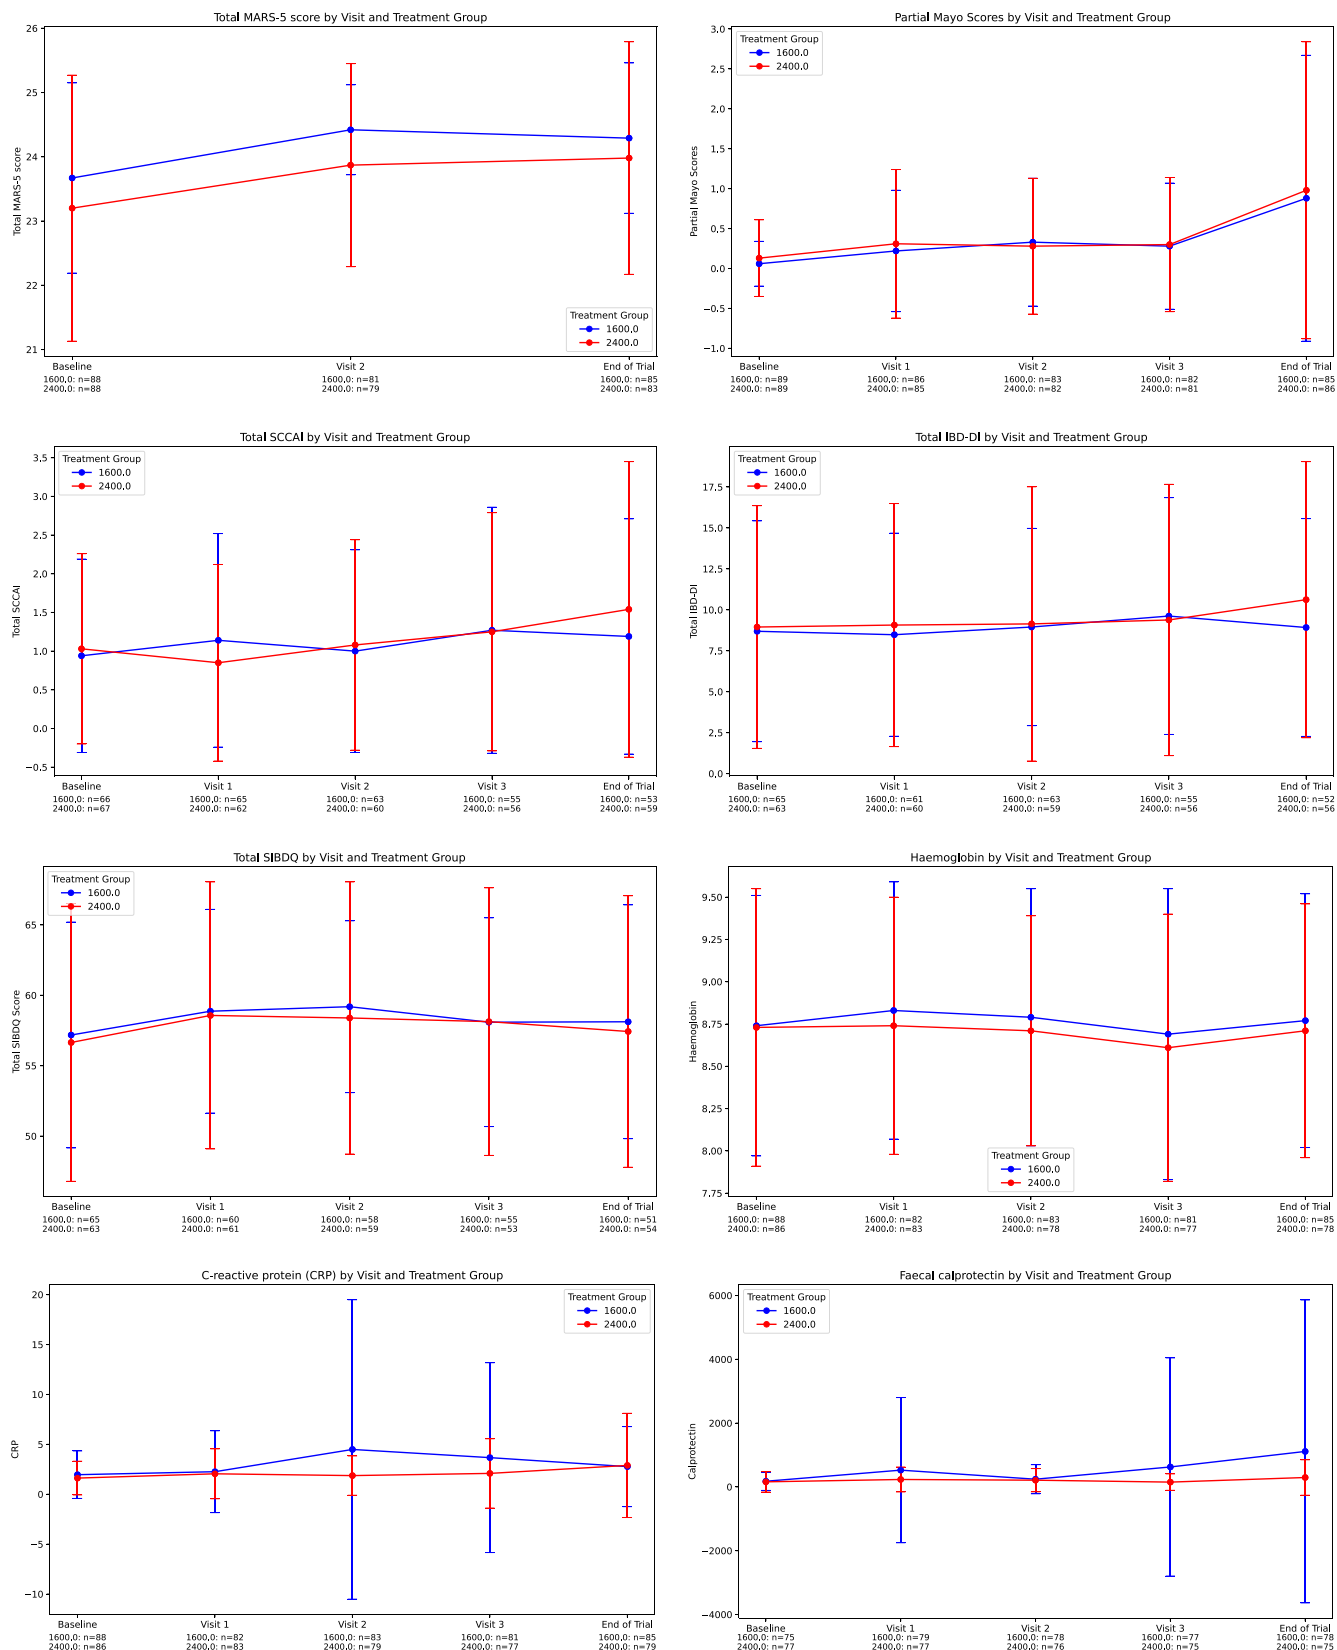 Total MARS-5 score by Visit and Treatment Group
Total MARS-5 score
26
25
24
23
22
21
Treatment Group
1600.0
2400.0
Baseline
Visit 2
End of Trial
1600.0: n=88
1600.0: n=81
1600.0: n=85
2400.0: n=88
2400.0: n=79
2400.0: n=83
Partial Mayo Scores by Visit and Treatment Group
Partial Mayo Scores
3.0
2.5
2.0
1.5
1.0
0.5
0.0
−0.5
−1.0
Treatment Group
1600.0
2400.0
Baseline
Visit 1
Visit 2
Visit 3
End of Trial
1600.0: n=89
1600.0: n=86
1600.0: n=83
1600.0: n=82
1600.0: n=85
2400.0: n=89
2400.0: n=85
2400.0: n=82
2400.0: n=81
2400.0: n=86
Total SCCAI by Visit and Treatment Group
Total SCCAI
3.5
3.0
2.5
2.0
1.5
1.0
0.5
0.0
−0.5
Treatment Group
1600.0
2400.0
Baseline
Visit 1
Visit 2
Visit 3
End of Trial
1600.0: n=66
1600.0: n=65
1600.0: n=63
1600.0: n=55
1600.0: n=53
2400.0: n=67
2400.0: n=62
2400.0: n=60
2400.0: n=56
2400.0: n=59
Total IBD-DI by Visit and Treatment Group
Total IBD-DI
17.5
15.0
12.5
10.0
7.5
5.0
2.5
0.0
Treatment Group
1600.0
2400.0
Baseline
Visit 1
Visit 2
Visit 3
End of Trial
1600.0: n=65
1600.0: n=61
1600.0: n=63
1600.0: n=55
1600.0: n=52
2400.0: n=63
2400.0: n=60
2400.0: n=59
2400.0: n=56
2400.0: n=56
Total SIBDQ by Visit and Treatment Group
Total SIBDQ Score
65
60
55
50
Treatment Group
1600.0
2400.0
Baseline
Visit 1
Visit 2
Visit 3
End of Trial
1600.0: n=65
1600.0: n=60
1600.0: n=58
1600.0: n=55
1600.0: n=51
2400.0: n=63
2400.0: n=61
2400.0: n=59
2400.0: n=53
2400.0: n=54
Haemoglobin by Visit and Treatment Group
Haemoglobin
9.50
9.25
9.00
8.75
8.50
8.25
8.00
7.75
Treatment Group
1600.0
2400.0
Baseline
Visit 1
Visit 2
Visit 3
End of Trial
1600.0: n=88
1600.0: n=82
1600.0: n=83
1600.0: n=81
1600.0: n=85
2400.0: n=86
2400.0: n=83
2400.0: n=78
2400.0: n=77
2400.0: n=78
C-reactive protein (CRP) by Visit and Treatment Group
CRP
20
15
10
5
0
−5
−10
Treatment Group
1600.0
2400.0
Baseline
Visit 1
Visit 2
Visit 3
End of Trial
1600.0: n=88
1600.0: n=82
1600.0: n=83
1600.0: n=81
1600.0: n=85
2400.0: n=86
2400.0: n=83
2400.0: n=79
2400.0: n=77
2400.0: n=79
Faecal calprotectin by Visit and Treatment Group
Calprotectin
6000
4000
2000
0
−2000
−4000
Treatment Group
1600.0
2400.0
Baseline
Visit 1
Visit 2
Visit 3
End of Trial
1600.0: n=75
1600.0: n=79
1600.0: n=78
1600.0: n=77
1600.0: n=78
2400.0: n=77
2400.0: n=77
2400.0: n=76
2400.0: n=75
2400.0: n=75